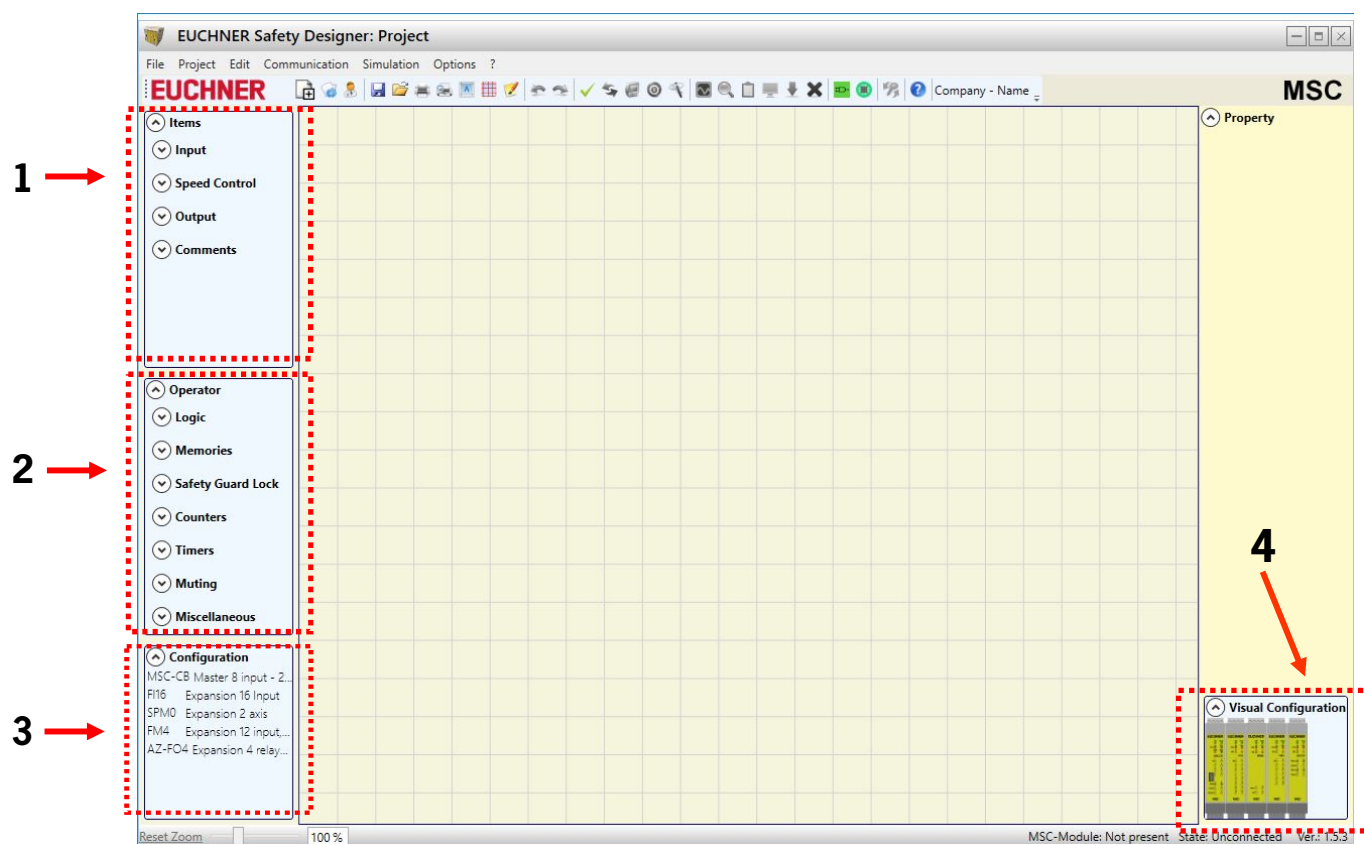 EUCHNER Safety Designer: Project
File Project Edit Communication Simulation Options ?
EUCHNER
Company - Name
MSC
Items
Input
Speed Control
Output
Comments
1
Operator
Logic
Memories
Safety Guard Lock
Counters
Timers
Muting
Miscellaneous
2
Configuration
MSC-CB Master 8 input - 2...
FI16 Expansion 16 Input
SPM0 Expansion 2 axis
FM4 Expansion 12 input,...
AZ-FO4 Expansion 4 relay...
3
Property
4
Visual Configuration
Reset Zoom
100 %
MSC-Module: Not present State: Unconnected Ver.: 1.5.3